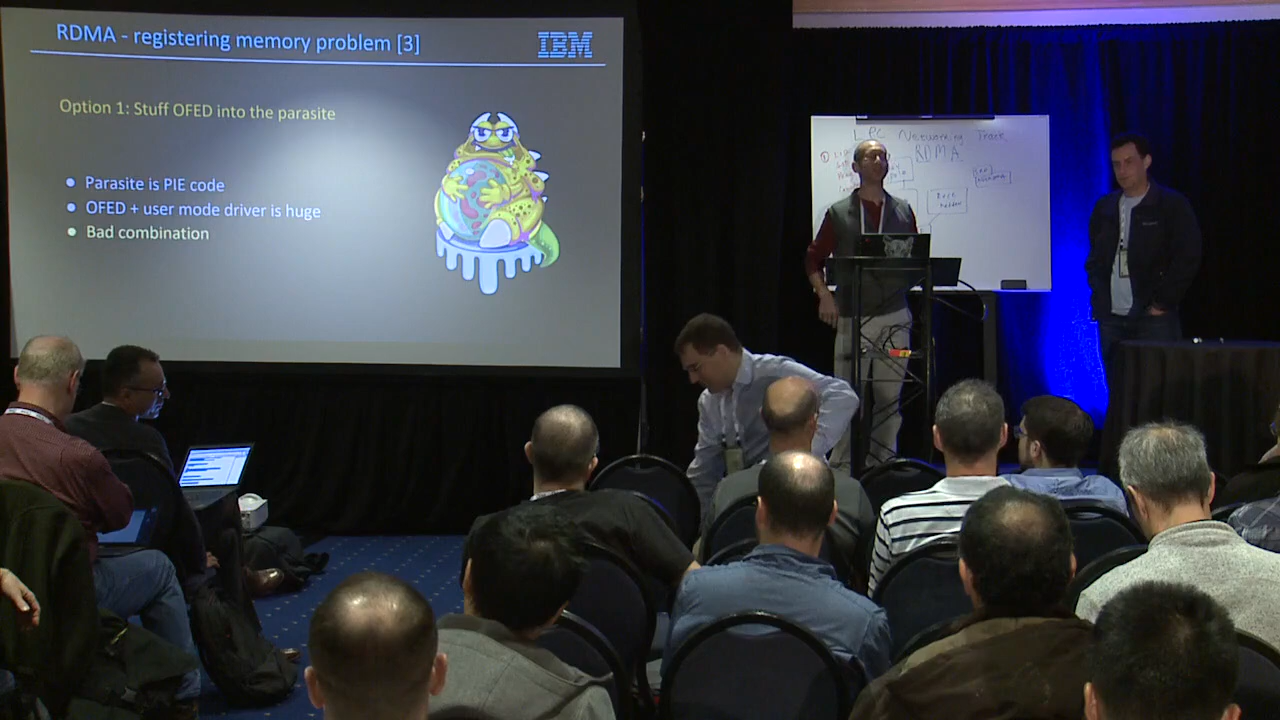 RDMA - registering memory problem [3]
IBM
Option 1: Stuff OFED into the parasite
Parasite is PIE code
OFED + user mode driver is huge
Bad combination
LPC Networking Track
RDMA